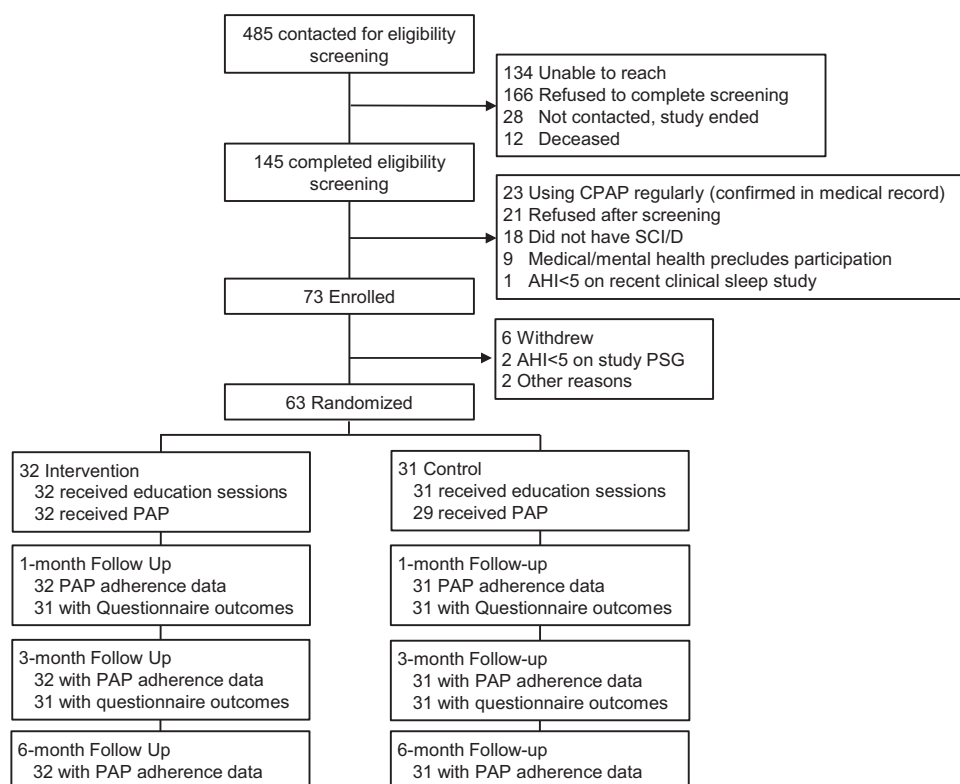 485 contacted for eligibility
screening
134 Unable to reach
166 Refused to complete screening
28 Not contacted, study ended
12 Deceased
145 completed eligibility
screening
23 Using CPAP regularly (confirmed in medical record)
21 Refused after screening
18 Did not have SCI/D
9 Medical/mental health precludes participation
1 AHI<5 on recent clinical sleep study
73 Enrolled
6 Withdrew
2 AHI<5 on study PSG
2 Other reasons
63 Randomized
32 Intervention
32 received education sessions
32 received PAP
31 Control
31 received education sessions
29 received PAP
1-month Follow Up
32 PAP adherence data
31 with Questionnaire outcomes
1-month Follow-up
31 PAP adherence data
31 with Questionnaire outcomes
3-month Follow Up
32 with PAP adherence data
31 with questionnaire outcomes
3-month Follow-up
31 with PAP adherence data
31 with questionnaire outcomes
6-month Follow Up
32 with PAP adherence data
6-month Follow-up
31 with PAP adherence data